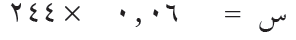 س = ٠,٠٦ × ٢٤٤